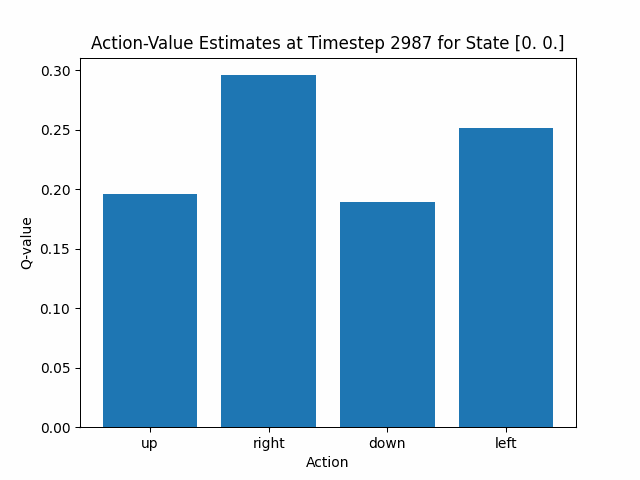 Action-Value Estimates at Timestep 2987 for State [0. 0.]
0.30
0.25
0.20
0.15
0.10
0.05
0.00
Q-value
up right down left
Action